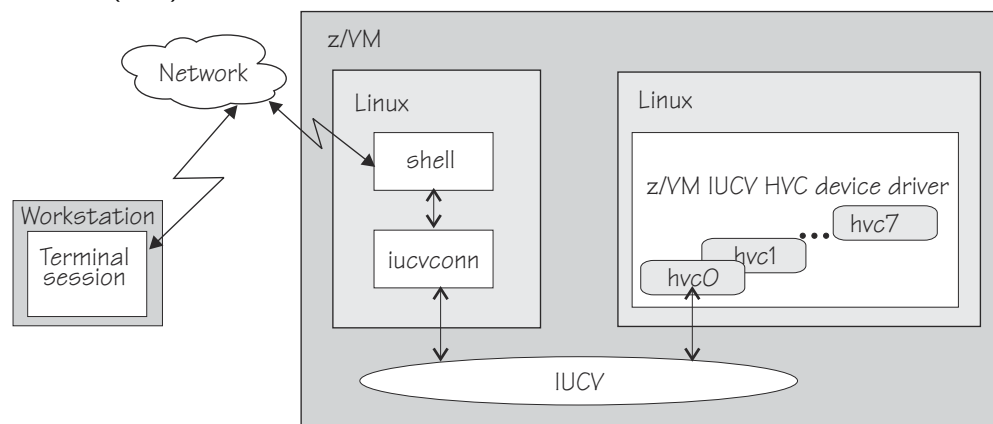 z/VM
Network
Linux
Linux
shell
z/VM IUCV HVC device driver
Workstation
hvc7
Terminal
session
iucvconn
hvc1
hvc0
IUCV